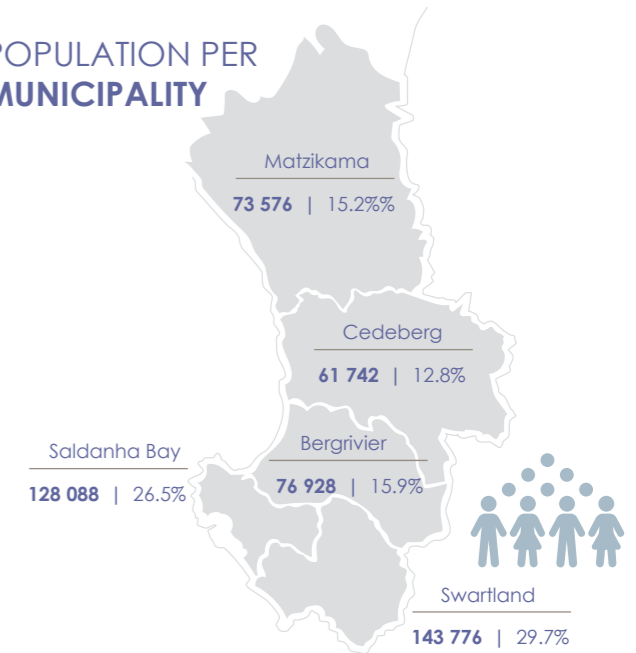 POPULATION PER
MUNICIPALITY
Matzikama
73 576 | 15.2%%
Cedeberg
61 742 | 12.8%
Bergrivier
76 928 | 15.9%
Saldanha Bay
128 088 | 26.5%
Swartland
143 776 | 29.7%